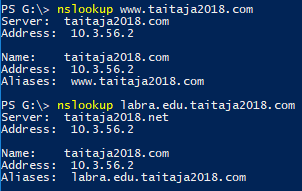 PS G:\> nslookup www.taitaja2018.com
Server:  taitaja2018.com
Address:  10.3.56.2
Name:    taitaja2018.com
Address:  10.3.56.2
Aliases:  www.taitaja2018.com
PS G:\> nslookup labra.edu.taitaja2018.com
Server:  taitaja2018.net
Address:  10.3.56.2
Name:    taitaja2018.com
Address:  10.3.56.2
Aliases:  labra.edu.taitaja2018.com